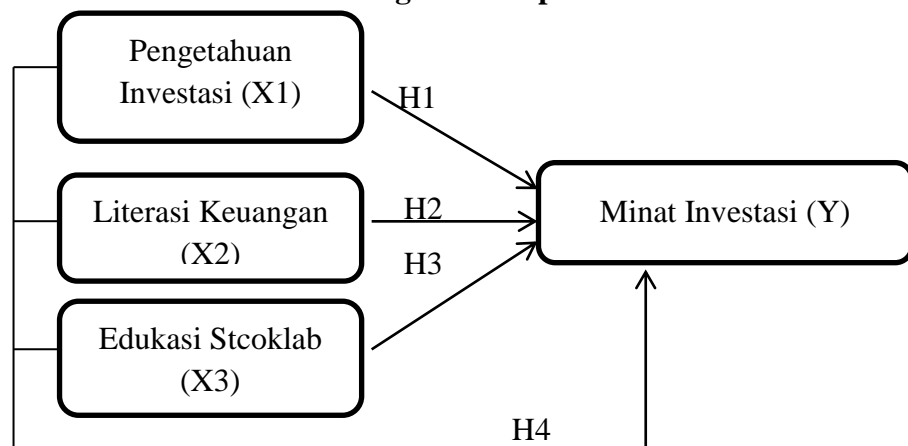 Pengetahuan
Investasi (X1)
H1
Literasi Keuangan
(X2)
H2
Minat Investasi (Y)
H3
Edukasi Stcoklab
(X3)
H4